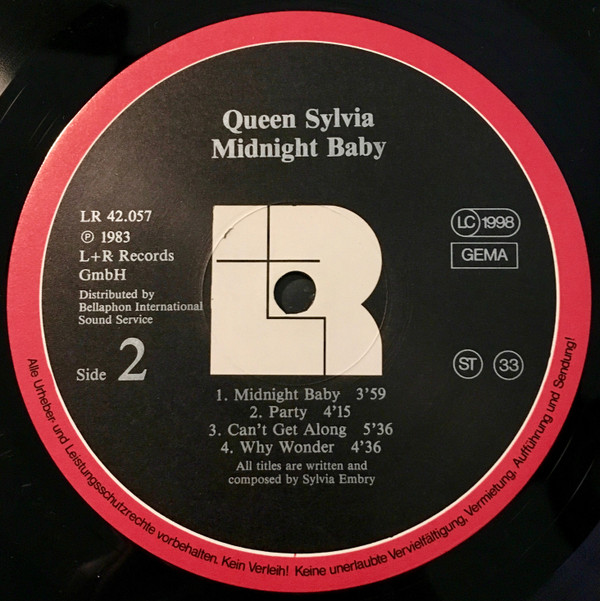 Queen Sylvia
Midnight Baby
LR 42.057
℗ 1983
L+R Records
GmbH
Distributed by
Bellaphon International
Sound Service
Side 2
LC 1998
GEMA
ST 33
LR
1. Midnight Baby 3'59
2. Party 4'15
3. Can't Get Along 5'36
4. Why Wonder 4'36
All titles are written and
composed by Sylvia Embry
Alle Urheber- und Leistungsschutzrechte vorbehalten. Kein Verleih! Keine unerlaubte Vervielfältigung, Vermietung, Aufführung und Sendung!